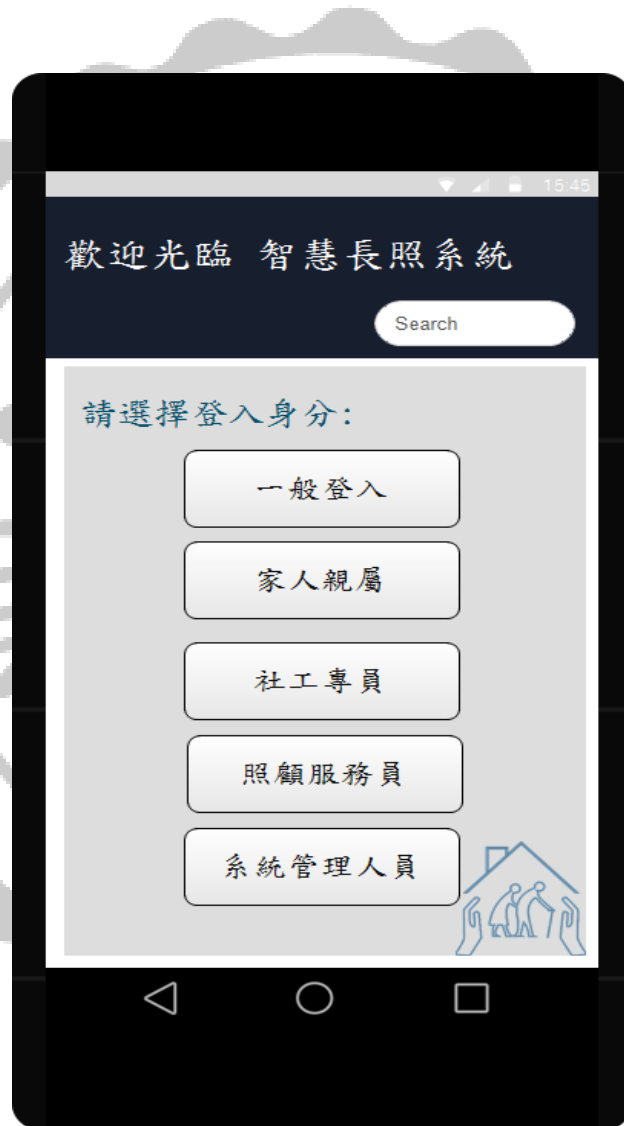 15:45
歡迎光臨 智慧長照系統
Search
請選擇登入身分:
一般登入
家人親屬
社工專員
照顧服務員
系統管理人員